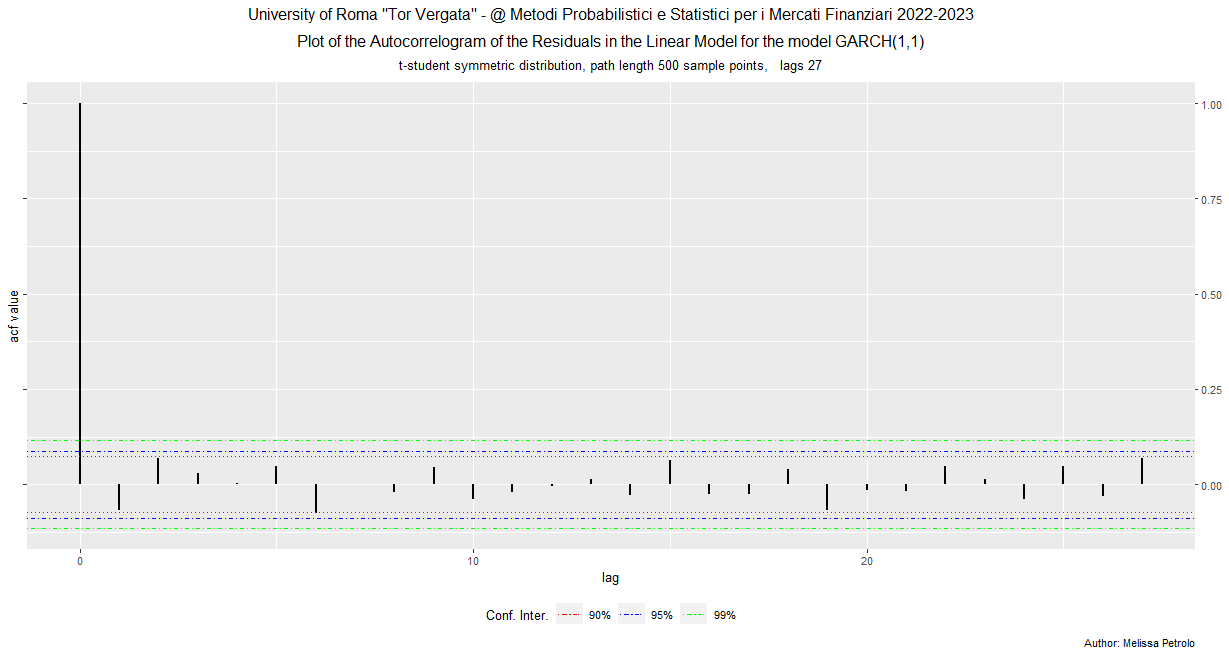 University of Roma "Tor Vergata" - @ Metodi Probabilistici e Statistici per i Mercati Finanziari 2022-2023
Plot of the Autocorrelogram of the Residuals in the Linear Model for the model GARCH(1,1)
t-student symmetric distribution, path length 500 sample points,   lags 27
acf value
1.00
0.75
0.50
0.25
0.00
0 10 20
lag
Conf. Inter. 90% 95% 99%
Author: Melissa Petrolo